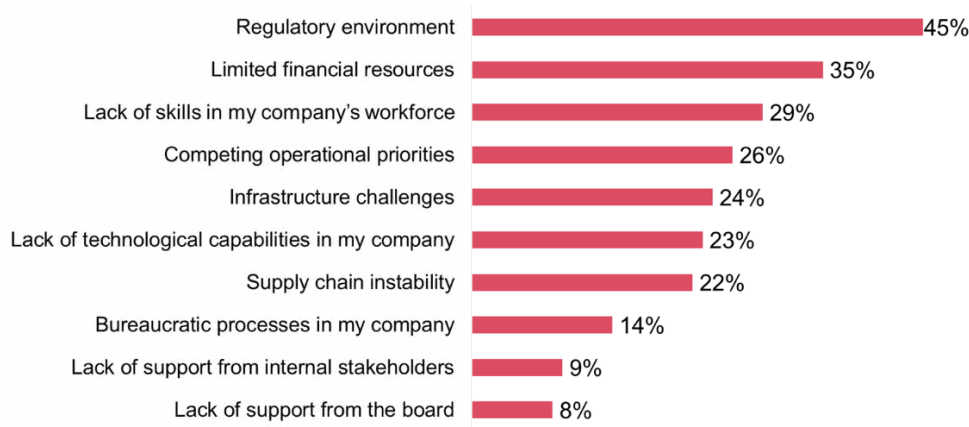 Regulatory environment 45%
Limited financial resources 35%
Lack of skills in my company’s workforce 29%
Competing operational priorities 26%
Infrastructure challenges 24%
Lack of technological capabilities in my company 23%
Supply chain instability 22%
Bureaucratic processes in my company 14%
Lack of support from internal stakeholders 9%
Lack of support from the board 8%